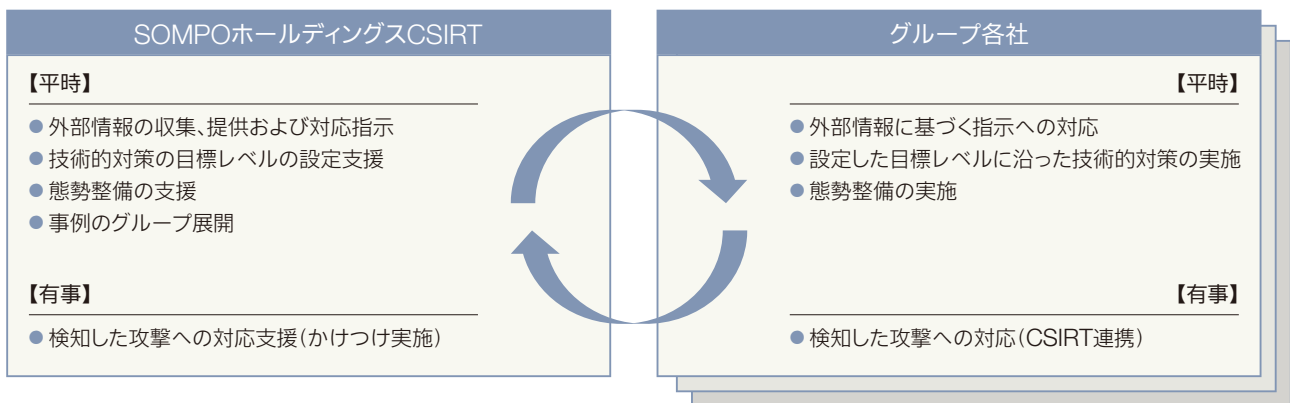 SOMPOホールディングスCSIRT
【平時】
● 外部情報の収集、提供および対応指示
● 技術的対策の目標レベルの設定支援
● 態勢整備の支援
● 事例のグループ展開
【有事】
● 検知した攻撃への対応支援(かけつけ実施)
グループ各社
【平時】
● 外部情報に基づく指示への対応
● 設定した目標レベルに沿った技術的対策の実施
● 態勢整備の実施
【有事】
● 検知した攻撃への対応(CSIRT連携)